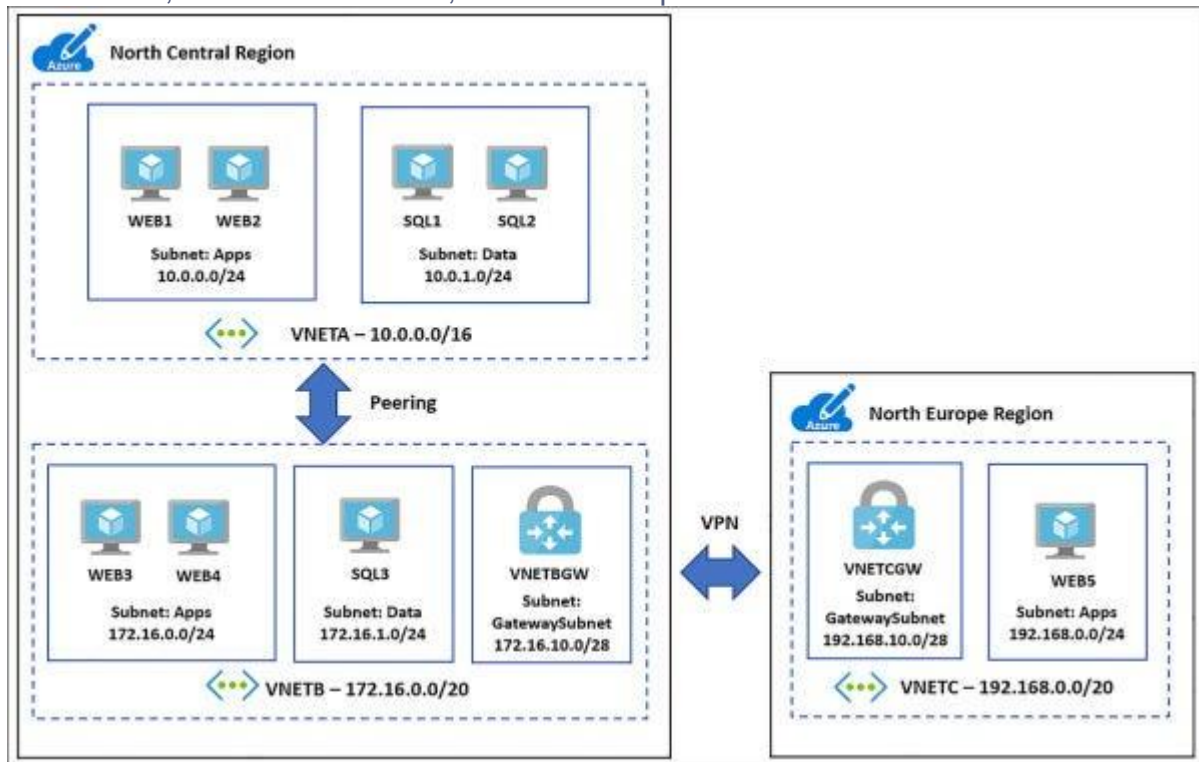 Azure
North Central Region
WEB1 WEB2
Subnet: Apps
10.0.0.0/24
SQL1 SQL2
Subnet: Data
10.0.1.0/24
VNETA – 10.0.0.0/16
Peering
WEB3 WEB4
Subnet: Apps
172.16.0.0/24
SQL3
Subnet: Data
172.16.1.0/24
VNETBGW
Subnet:
GatewaySubnet
172.16.10.0/28
VNETB – 172.16.0.0/20
VPN
Azure
North Europe Region
VNETCGW
Subnet:
GatewaySubnet
192.168.10.0/28
WEB5
Subnet: Apps
192.168.0.0/24
VNETC – 192.168.0.0/20